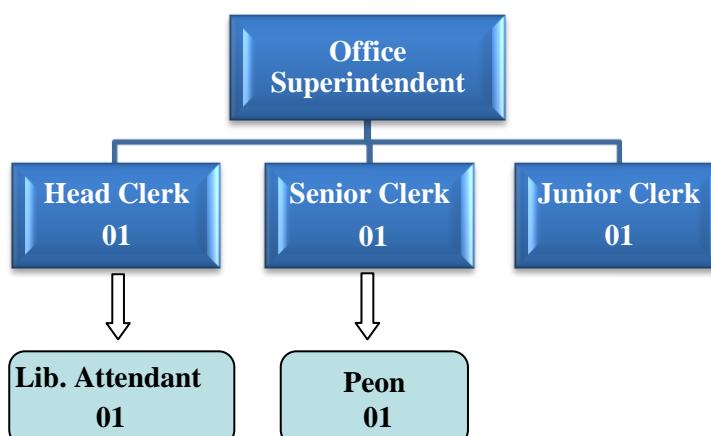 Office
Superintendent
Head Clerk
01
Senior Clerk
01
Junior Clerk
01
Lib. Attendant
01
Peon
01